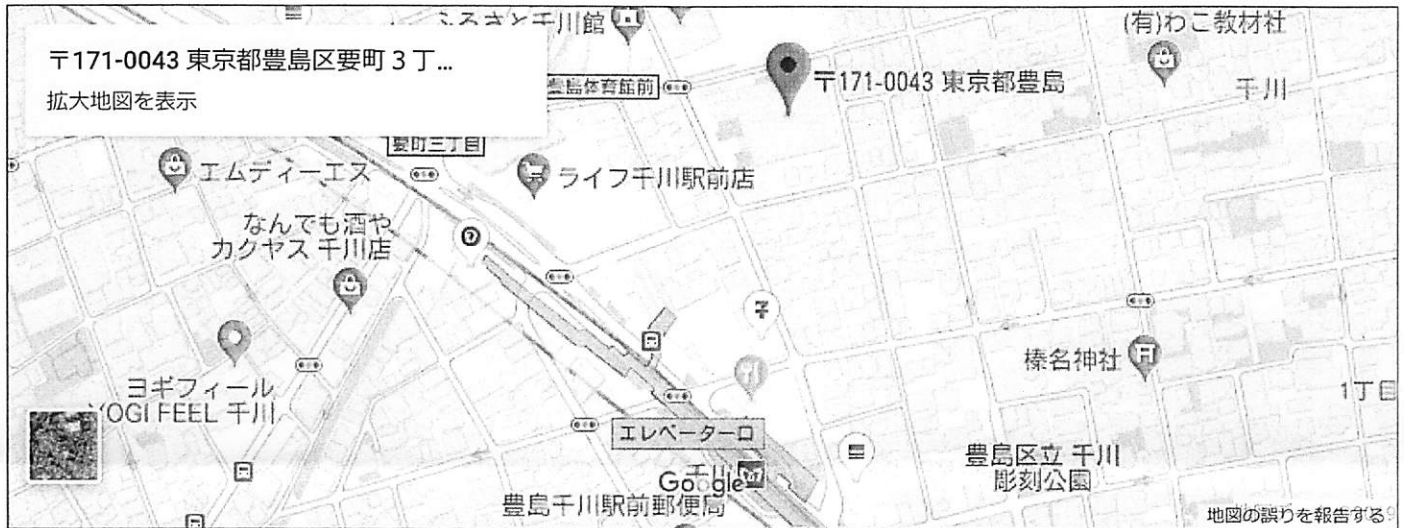 ふるさと千川館
(有)わこ教材社
〒171-0043 東京都豊島区要町３丁...
拡大地図を表示
豊島体育館前
〒171-0043 東京都豊島
千川
要町三丁目
エムディーエス
ライフ千川駅前店
なんでも酒や
カクヤス 千川店
榛名神社
ヨギフィール
YOGI FEEL 千川
1丁目
エレベーター口
豊島区立 千川
彫刻公園
千川
Google
豊島千川駅前郵便局
地図の誤りを報告する